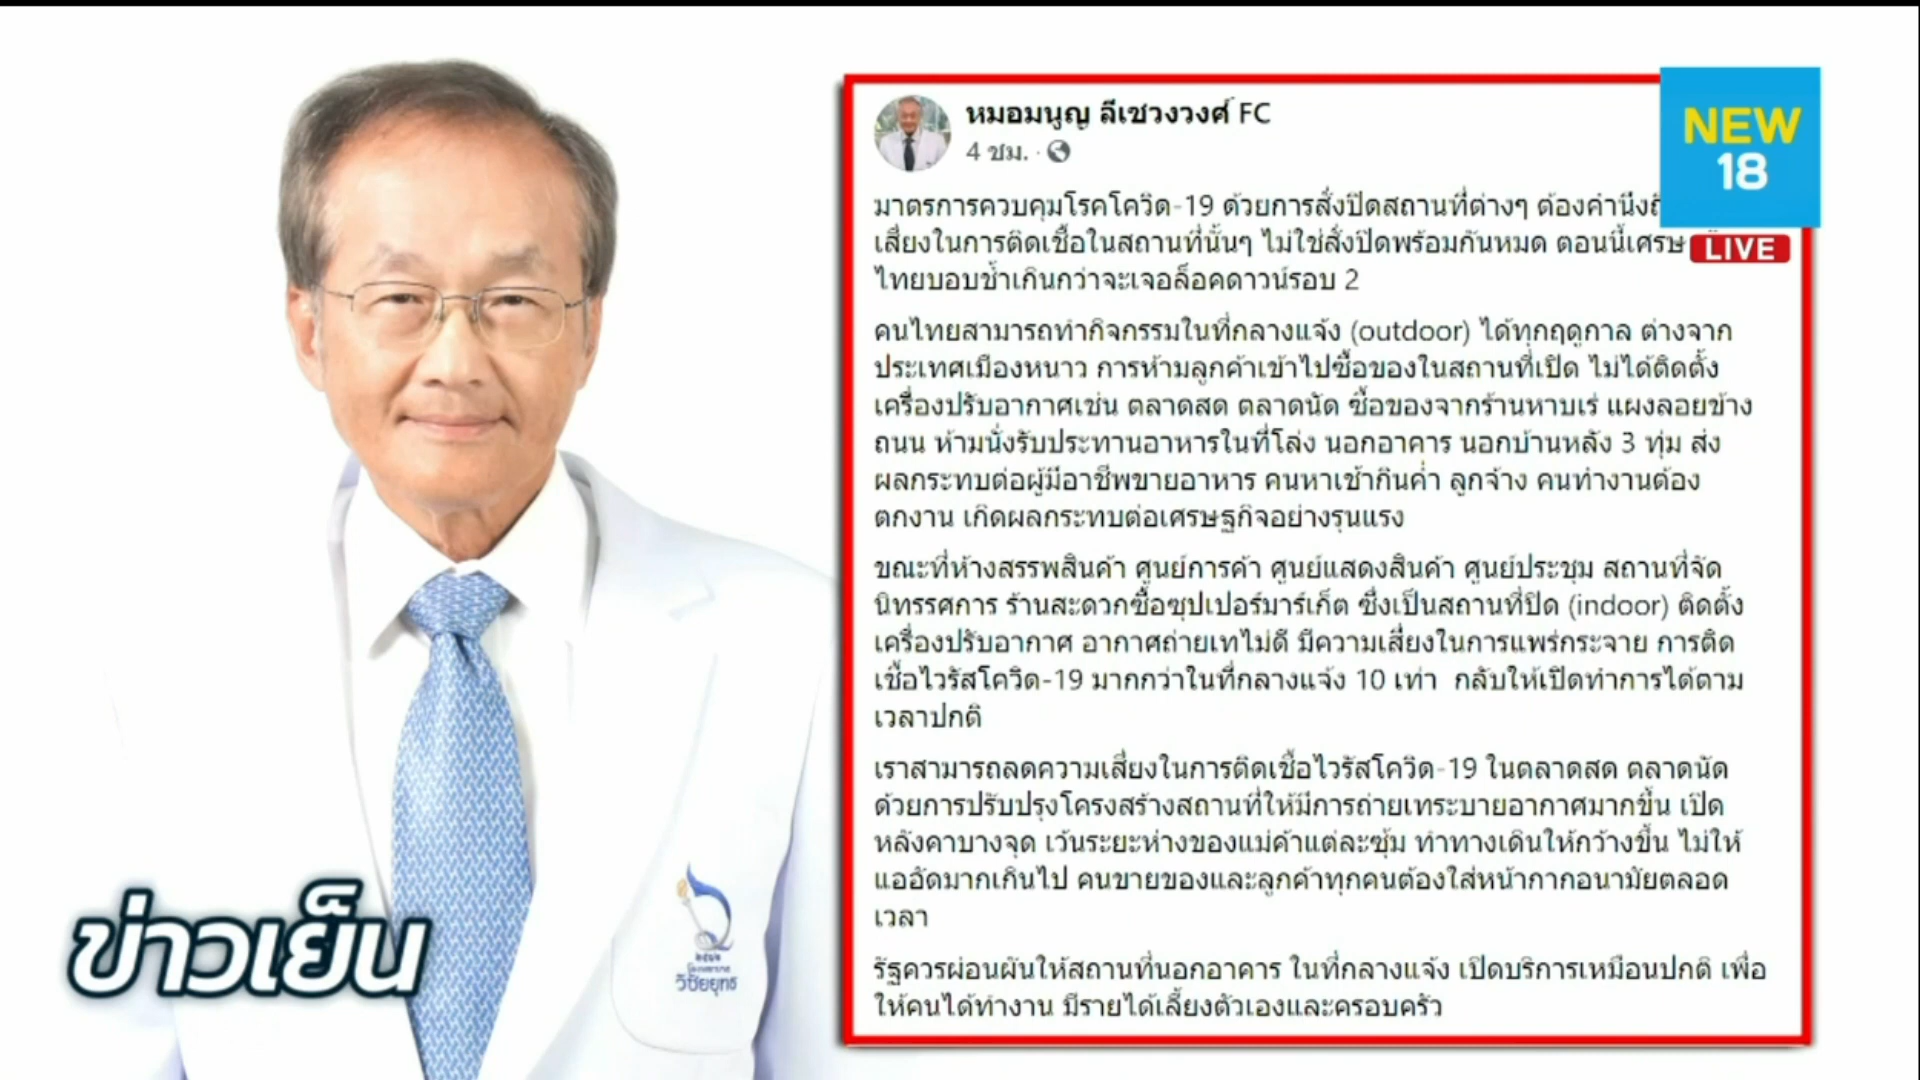 หมอมนูญ ลีเชวงวงศ์ FC
4 ชม. ·
NEW
18
LIVE
มาตรการควบคุมโรคโควิด-19 ด้วยการสั่งปิดสถานที่ต่างๆ ต้องคำนึงถึ
เสี่ยงในการติดเชื้อในสถานที่นั้นๆ ไม่ใช่สั่งปิดพร้อมกันหมด ตอนนี้เศรษ
ไทยบอบช้ำเกินกว่าจะเจอล็อคดาวน์รอบ 2
คนไทยสามารถทำกิจกรรมในที่กลางแจ้ง (outdoor) ได้ทุกฤดูกาล ต่างจาก
ประเทศเมืองหนาว การห้ามลูกค้าเข้าไปซื้อของในสถานที่เปิด ไม่ได้ติดตั้ง
เครื่องปรับอากาศเช่น ตลาดสด ตลาดนัด ซื้อของจากร้านหาบเร่ แผงลอยข้าง
ถนน ห้ามนั่งรับประทานอาหารในที่โล่ง นอกอาคาร นอกบ้านหลัง 3 ทุ่ม ส่ง
ผลกระทบต่อผู้มีอาชีพขายอาหาร คนหาเช้ากินค่ำ ลูกจ้าง คนทำงานต้อง
ตกงาน เกิดผลกระทบต่อเศรษฐกิจอย่างรุนแรง
ขณะที่ห้างสรรพสินค้า ศูนย์การค้า ศูนย์แสดงสินค้า ศูนย์ประชุม สถานที่จัด
นิทรรศการ ร้านสะดวกซื้อซุปเปอร์มาร์เก็ต ซึ่งเป็นสถานที่ปิด (indoor) ติดตั้ง
เครื่องปรับอากาศ อากาศถ่ายเทไม่ดี มีความเสี่ยงในการแพร่กระจาย การติด
เชื้อไวรัสโควิด-19 มากกว่าในที่กลางแจ้ง 10 เท่า กลับให้เปิดทำการได้ตาม
เวลาปกติ
เราสามารถลดความเสี่ยงในการติดเชื้อไวรัสโควิด-19 ในตลาดสด ตลาดนัด
ด้วยการปรับปรุงโครงสร้างสถานที่ให้มีการถ่ายเทระบายอากาศมากขึ้น เปิด
หลังคาบางจุด เว้นระยะห่างของแม่ค้าแต่ละซุ้ม ทำทางเดินให้กว้างขึ้น ไม่ให้
แออัดมากเกินไป คนขายของและลูกค้าทุกคนต้องใส่หน้ากากอนามัยตลอด
เวลา
รัฐควรผ่อนผันให้สถานที่นอกอาคาร ในที่กลางแจ้ง เปิดบริการเหมือนปกติ เพื่อ
ให้คนได้ทำงาน มีรายได้เลี้ยงตัวเองและครอบครัว
ข่าวเย็น
๒๕๑๒
โรงพยาบาล
วิชัยยุทธ